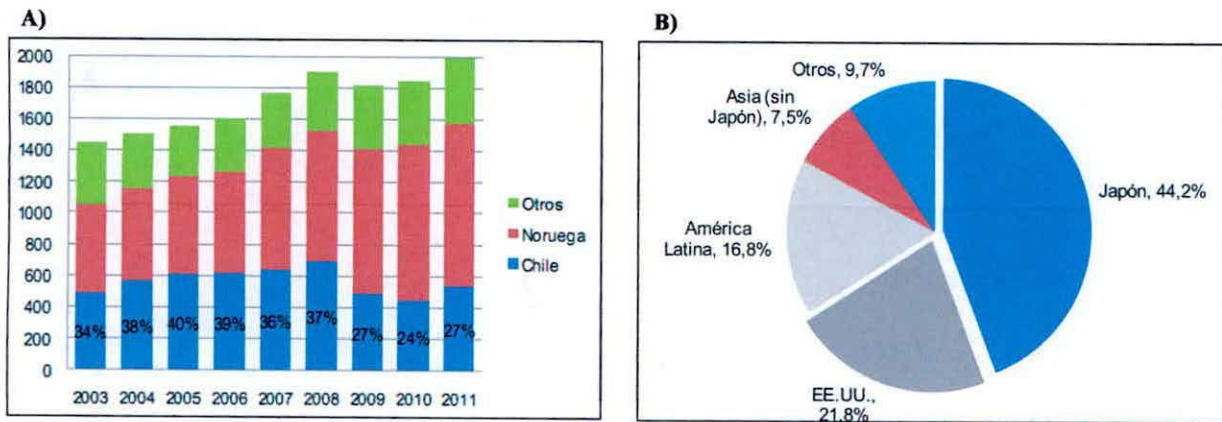 A)
2000
1800
1600
1400
1200
1000
800
600
400
200
0
34%
38%
40%
39%
36%
37%
27%
24%
27%
2003 2004 2005 2006 2007 2008 2009 2010 2011
Otros
Noruega
Chile
B)
Otros, 9,7%
Asia (sin
Japón), 7,5%
América
Latina, 16,8%
EE.UU.,
21,8%
Japón, 44,2%